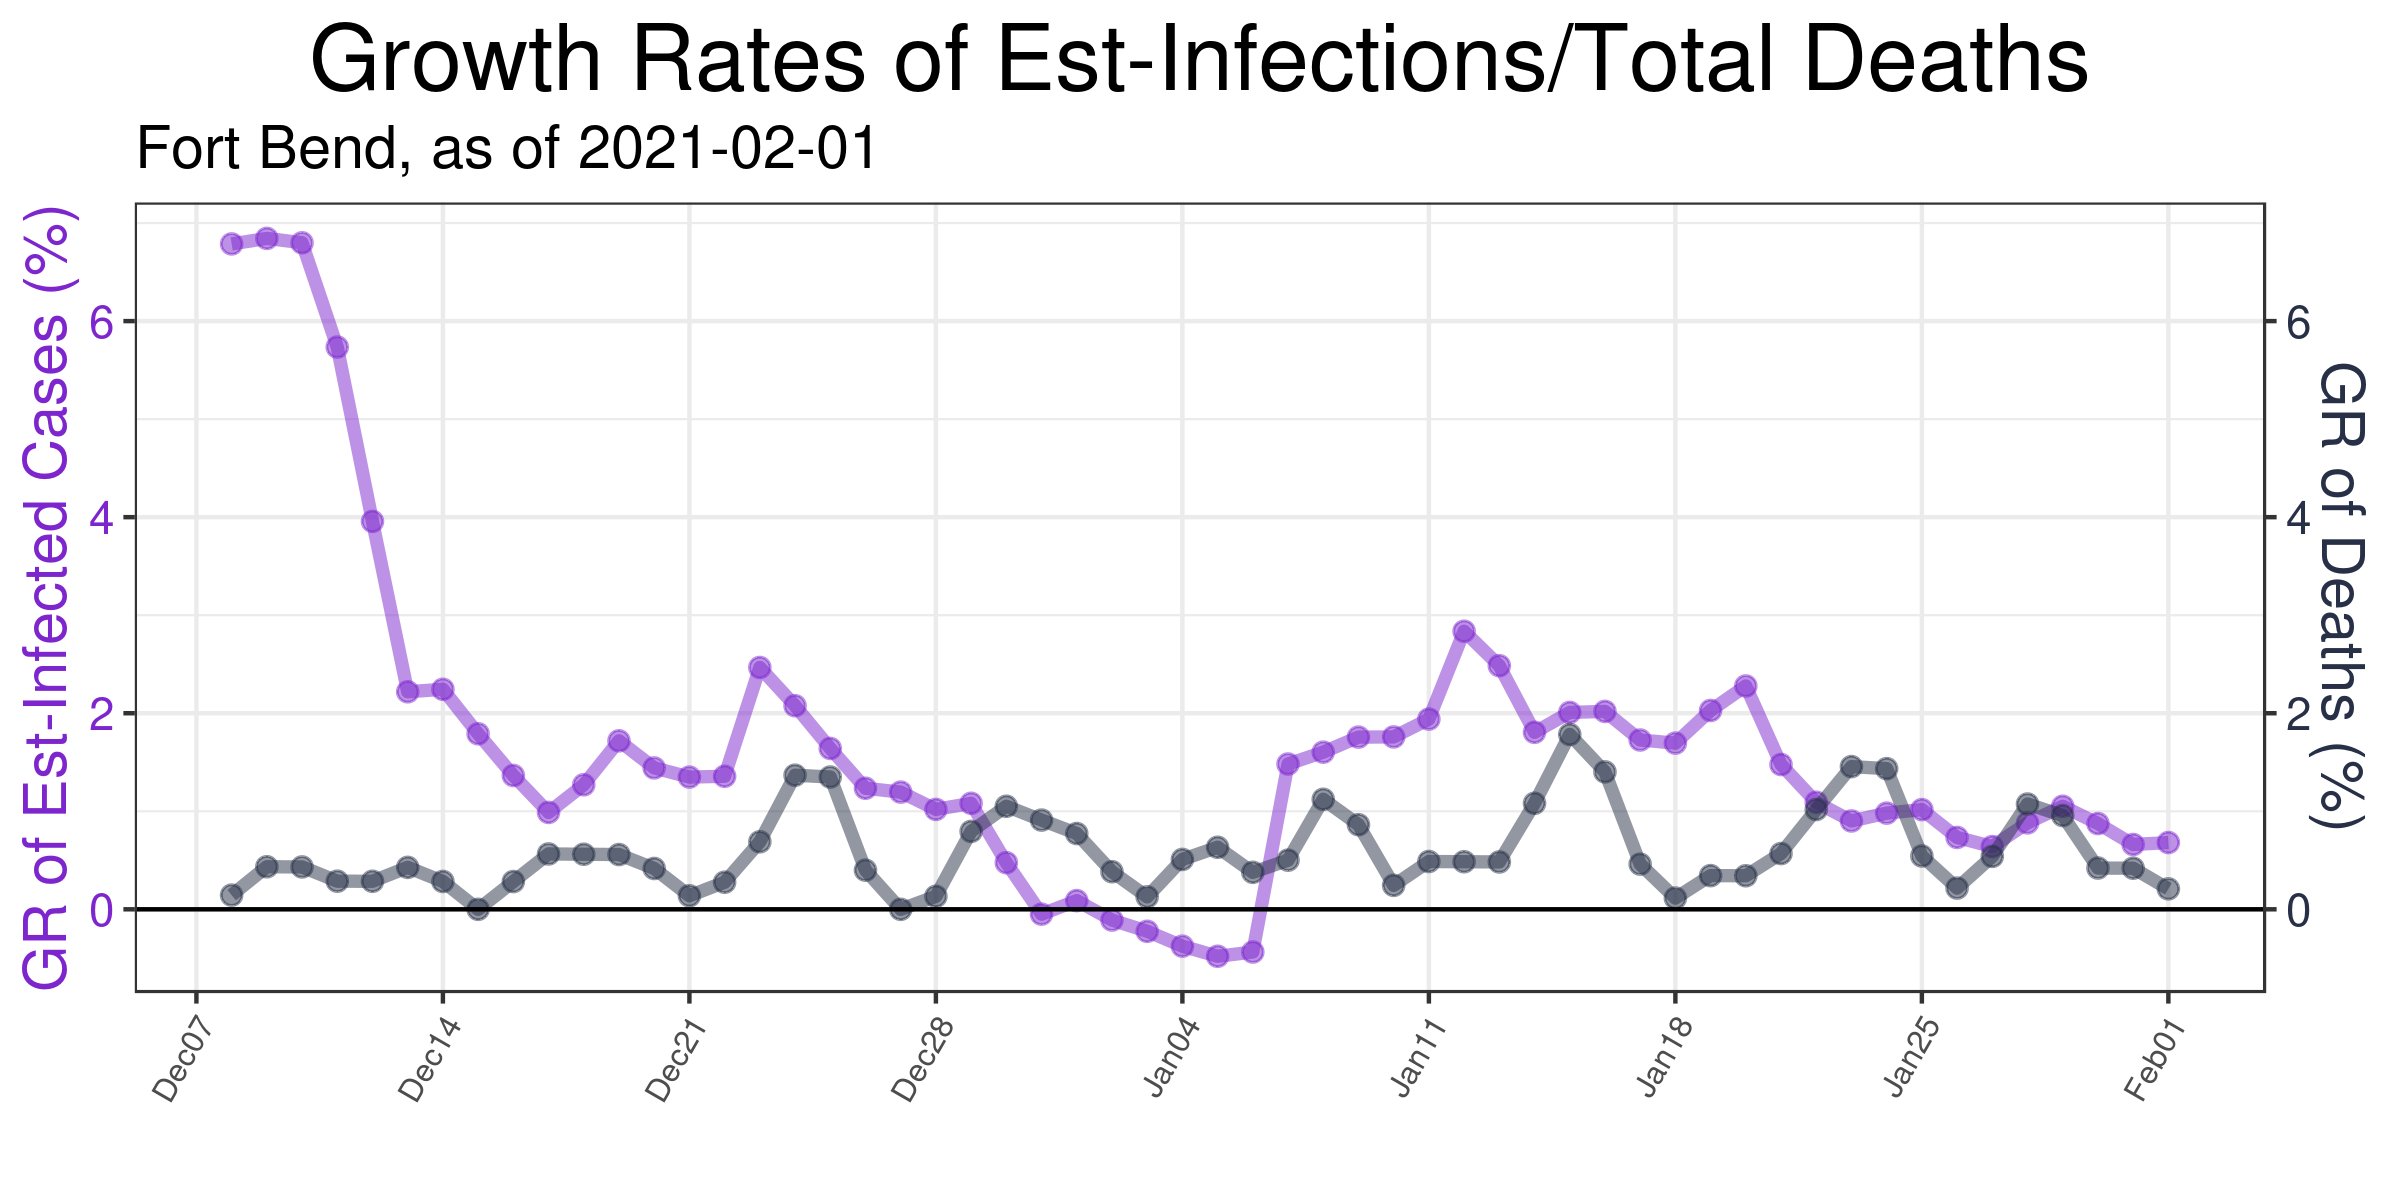 Growth Rates of Est-Infections/Total Deaths
Fort Bend, as of 2021-02-01
GR of Est-Infected Cases (%)
6
4
2
0
6
4
2
0
GR of Deaths (%)
Dec07
Dec14
Dec21
Dec28
Jan04
Jan11
Jan18
Jan25
Feb01